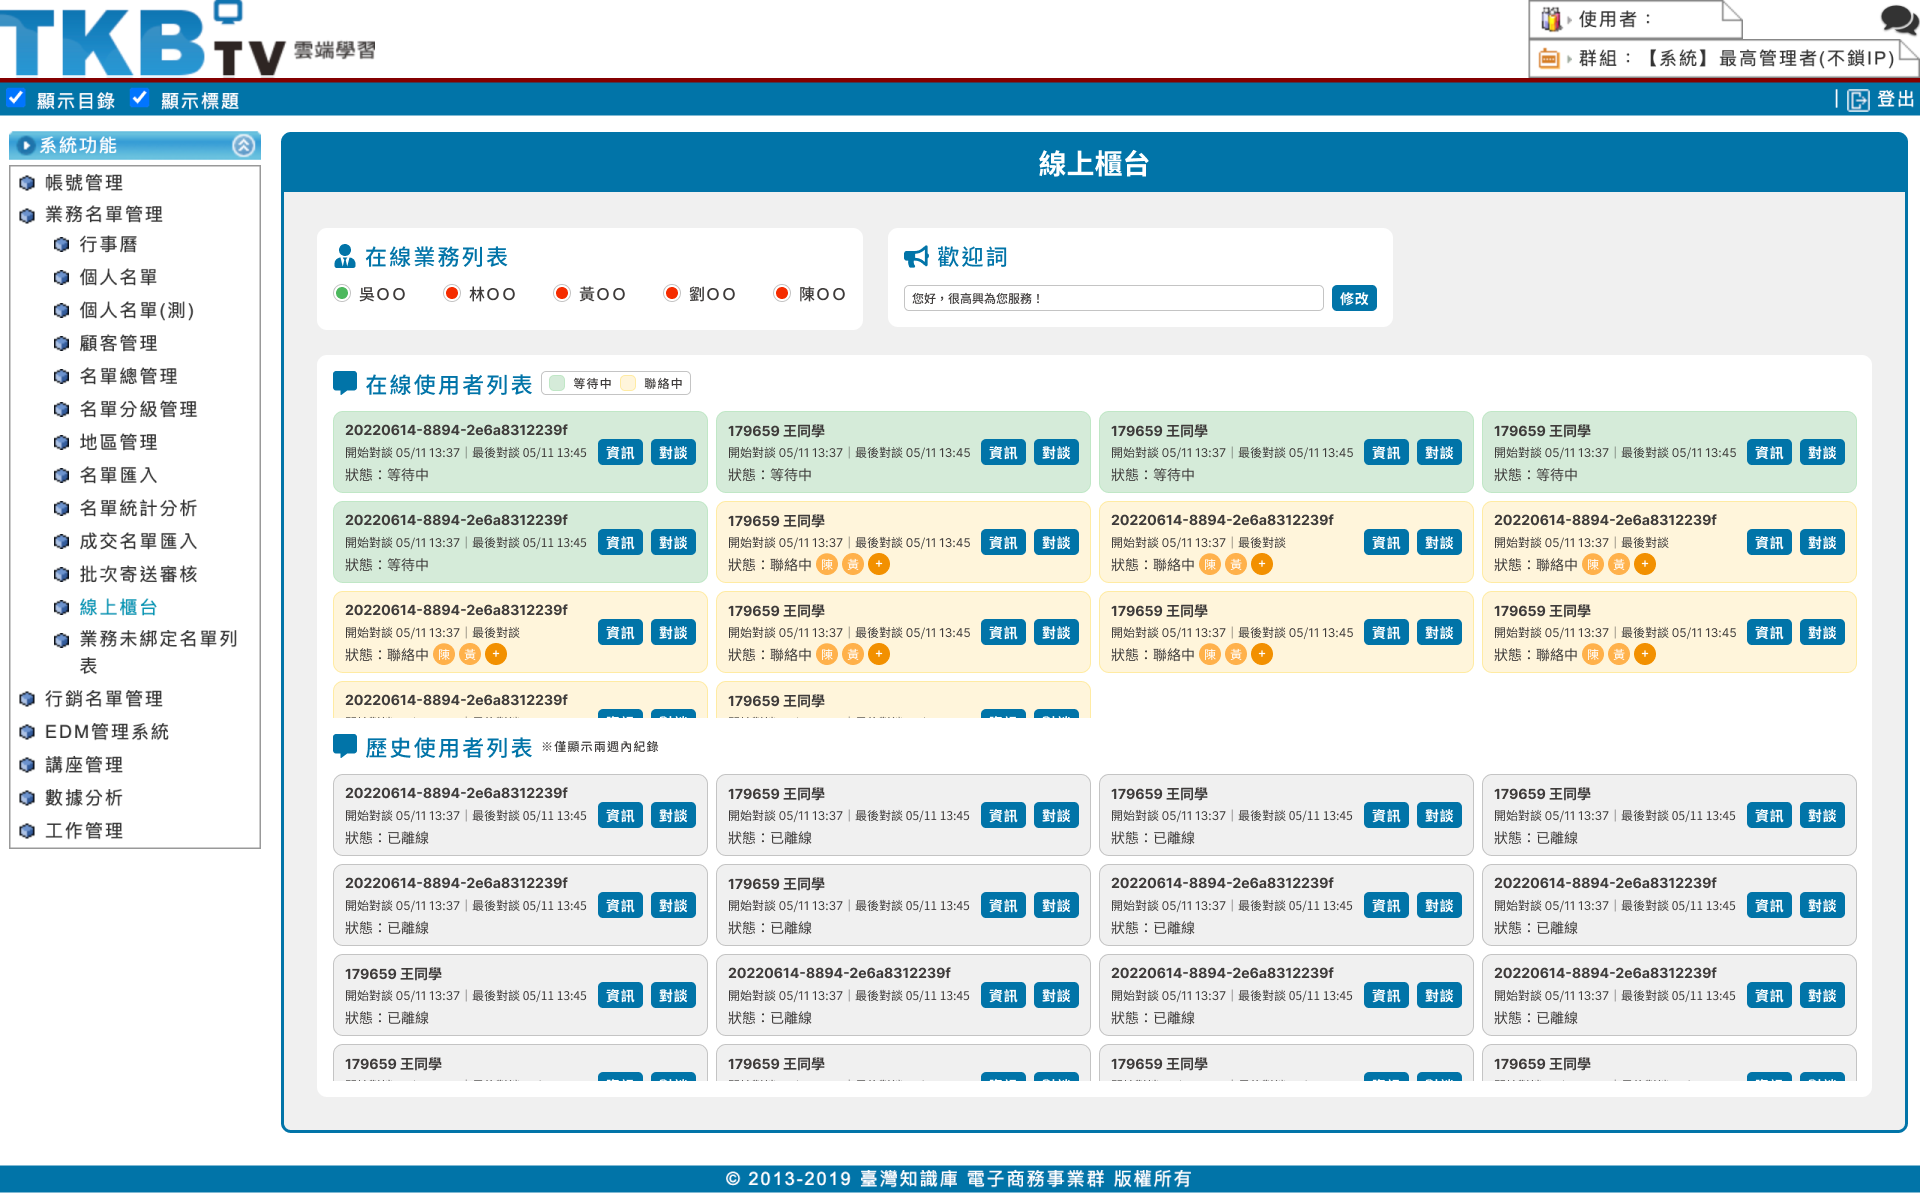 TKB TV 雲端學習
使用者：
群組：【系統】最高管理者(不鎖IP)
顯示目錄 顯示標題
| 登出
系統功能
帳號管理
業務名單管理
行事曆
個人名單
個人名單(測)
顧客管理
名單總管理
名單分級管理
地區管理
名單匯入
名單統計分析
成交名單匯入
批次寄送審核
線上櫃台
業務未綁定名單列
表
行銷名單管理
EDM管理系統
講座管理
數據分析
工作管理
線上櫃台
在線業務列表
吳OO 林OO 黃OO 劉OO 陳OO
歡迎詞
您好，很高興為您服務！ 修改
在線使用者列表 等待中 聯絡中
20220614-8894-2e6a8312239f
開始對談 05/11 13:37｜最後對談 05/11 13:45 資訊 對談
狀態：等待中
179659 王同學
開始對談 05/11 13:37｜最後對談 05/11 13:45 資訊 對談
狀態：等待中
179659 王同學
開始對談 05/11 13:37｜最後對談 05/11 13:45 資訊 對談
狀態：等待中
179659 王同學
開始對談 05/11 13:37｜最後對談 05/11 13:45 資訊 對談
狀態：等待中
20220614-8894-2e6a8312239f
開始對談 05/11 13:37｜最後對談 05/11 13:45 資訊 對談
狀態：等待中
179659 王同學
開始對談 05/11 13:37｜最後對談 05/11 13:45 資訊 對談
狀態：聯絡中 陳 黃 +
20220614-8894-2e6a8312239f
開始對談 05/11 13:37｜最後對談 資訊 對談
狀態：聯絡中 陳 黃 +
20220614-8894-2e6a8312239f
開始對談 05/11 13:37｜最後對談 資訊 對談
狀態：聯絡中 陳 黃 +
20220614-8894-2e6a8312239f
開始對談 05/11 13:37｜最後對談 資訊 對談
狀態：聯絡中 陳 黃 +
179659 王同學
開始對談 05/11 13:37｜最後對談 05/11 13:45 資訊 對談
狀態：聯絡中 陳 黃 +
179659 王同學
開始對談 05/11 13:37｜最後對談 05/11 13:45 資訊 對談
狀態：聯絡中 陳 黃 +
179659 王同學
開始對談 05/11 13:37｜最後對談 05/11 13:45 資訊 對談
狀態：聯絡中 陳 黃 +
20220614-8894-2e6a8312239f
179659 王同學
歷史使用者列表 ※僅顯示兩週內紀錄
20220614-8894-2e6a8312239f
開始對談 05/11 13:37｜最後對談 05/11 13:45 資訊 對談
狀態：已離線
179659 王同學
開始對談 05/11 13:37｜最後對談 05/11 13:45 資訊 對談
狀態：已離線
179659 王同學
開始對談 05/11 13:37｜最後對談 05/11 13:45 資訊 對談
狀態：已離線
179659 王同學
開始對談 05/11 13:37｜最後對談 05/11 13:45 資訊 對談
狀態：已離線
20220614-8894-2e6a8312239f
開始對談 05/11 13:37｜最後對談 05/11 13:45 資訊 對談
狀態：已離線
179659 王同學
開始對談 05/11 13:37｜最後對談 05/11 13:45 資訊 對談
狀態：已離線
20220614-8894-2e6a8312239f
開始對談 05/11 13:37｜最後對談 05/11 13:45 資訊 對談
狀態：已離線
20220614-8894-2e6a8312239f
開始對談 05/11 13:37｜最後對談 05/11 13:45 資訊 對談
狀態：已離線
179659 王同學
開始對談 05/11 13:37｜最後對談 05/11 13:45 資訊 對談
狀態：已離線
20220614-8894-2e6a8312239f
開始對談 05/11 13:37｜最後對談 05/11 13:45 資訊 對談
狀態：已離線
20220614-8894-2e6a8312239f
開始對談 05/11 13:37｜最後對談 05/11 13:45 資訊 對談
狀態：已離線
20220614-8894-2e6a8312239f
開始對談 05/11 13:37｜最後對談 05/11 13:45 資訊 對談
狀態：已離線
179659 王同學
179659 王同學
179659 王同學
179659 王同學
© 2013-2019 臺灣知識庫 電子商務事業群 版權所有